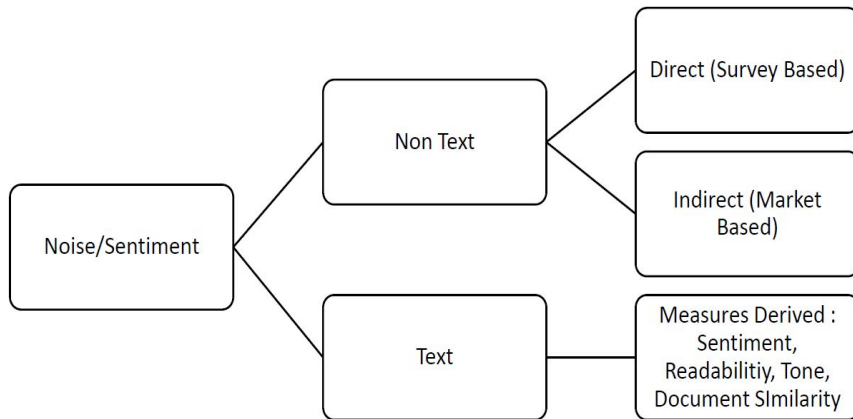 Direct (Survey Based)
Non Text
Indirect (Market
Based)
Noise/Sentiment
Text
Measures Derived :
Sentiment,
Readabilitiy, Tone,
Document SImilarity